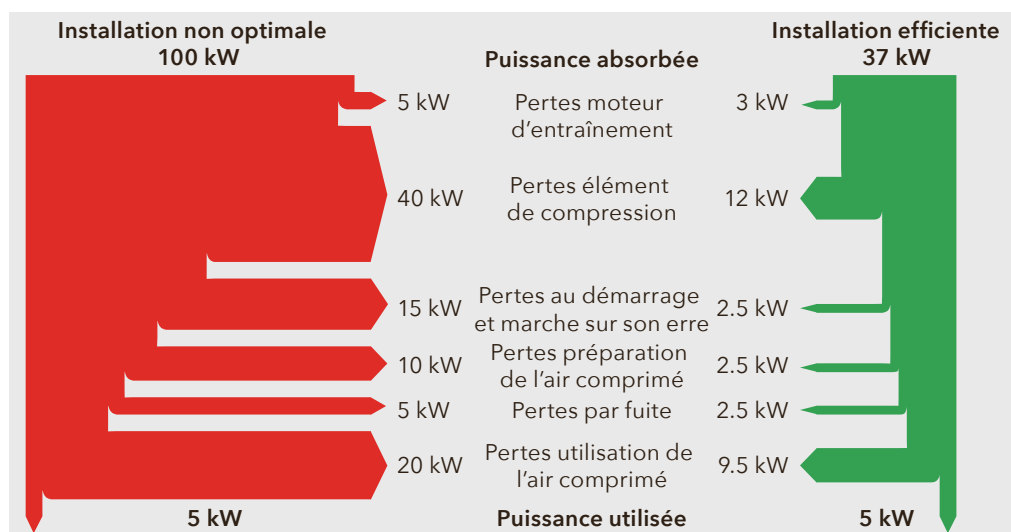 Installation non optimale
100 kW
Puissance absorbée
Installation efficiente
37 kW
5 kW
Pertes moteur
d'entraînement
3 kW
40 kW
Pertes élément
de compression
12 kW
15 kW
Pertes au démarrage
et marche sur son erre
2.5 kW
10 kW
Pertes préparation
de l'air comprimé
2.5 kW
5 kW
Pertes par fuite
2.5 kW
20 kW
Pertes utilisation de
l'air comprimé
9.5 kW
5 kW
Puissance utilisée
5 kW